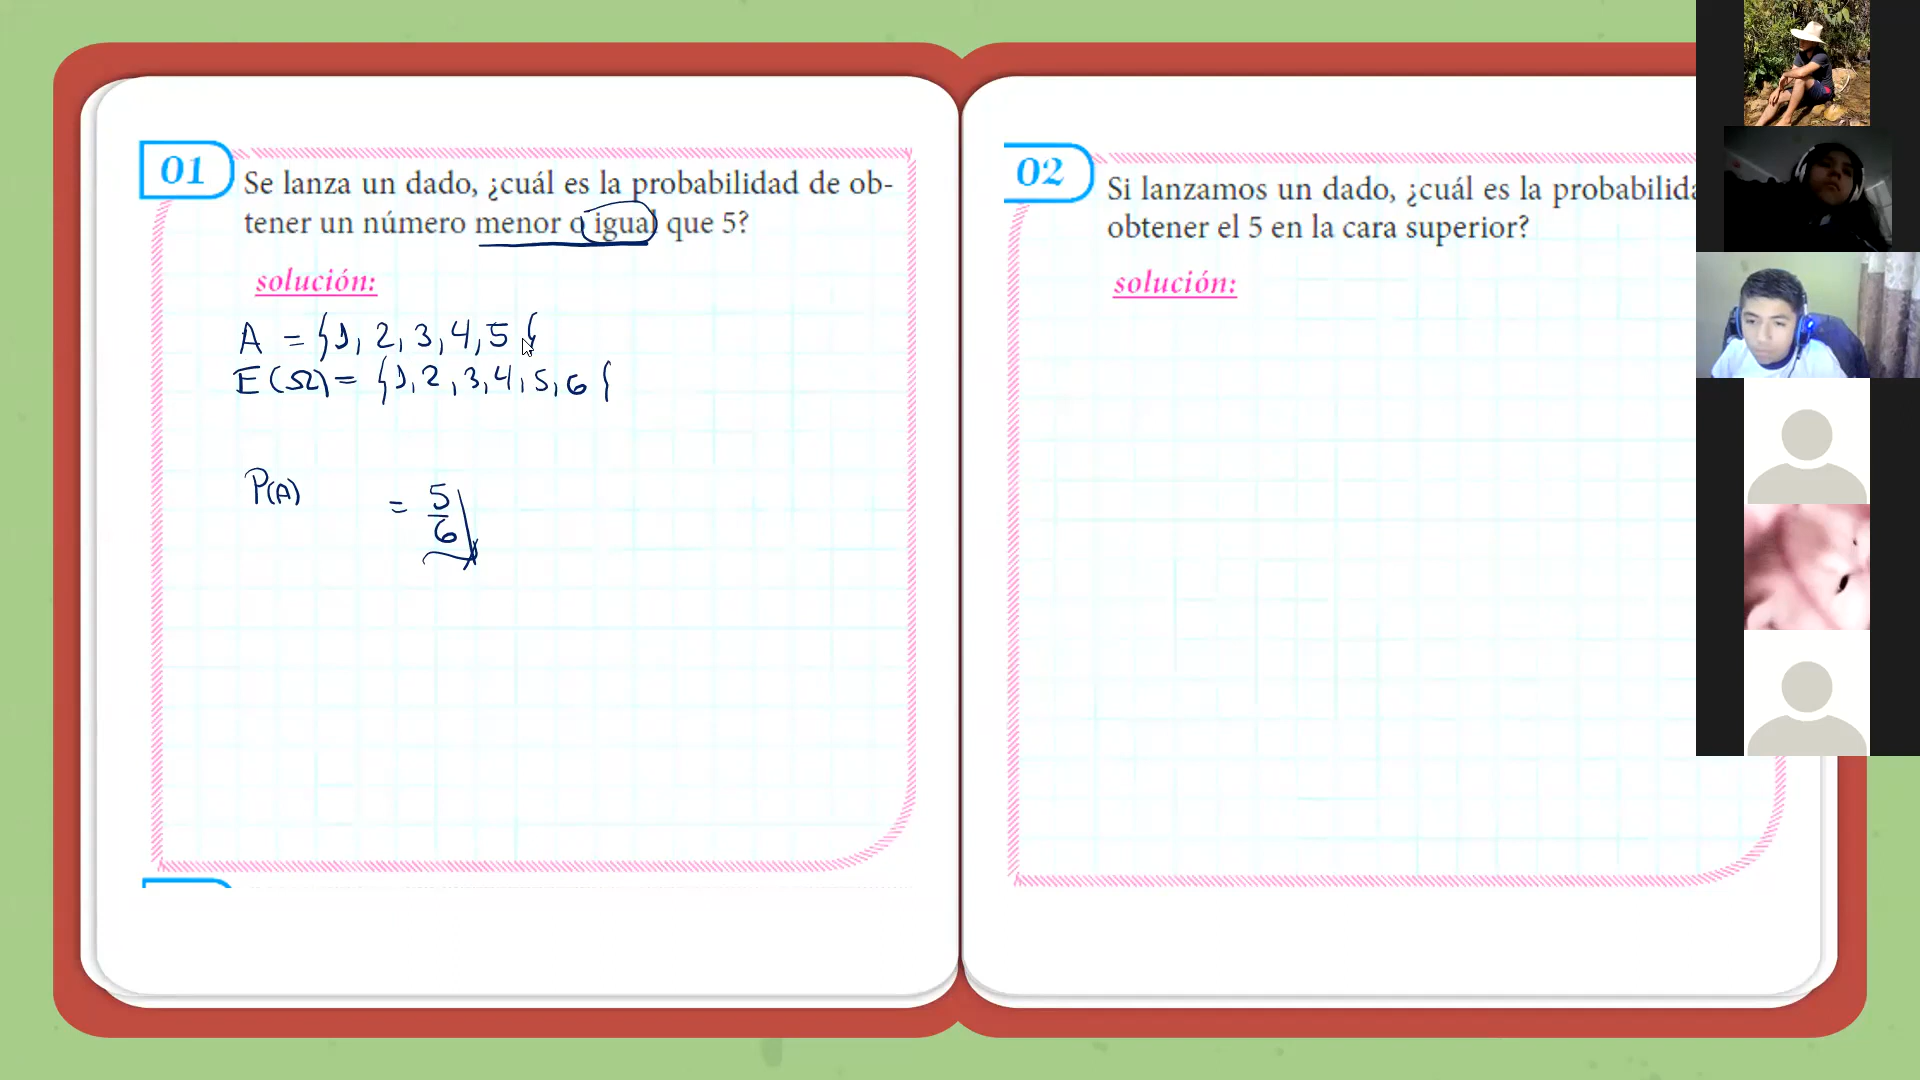 01
Se lanza un dado, ¿cuál es la probabilidad de ob-
tener un número menor o igual que 5?
solución:
A = {1, 2, 3, 4, 5}
E(Ω) = {1, 2, 3, 4, 5, 6}
P(A) = 5/6
02
Si lanzamos un dado, ¿cuál es la probabilida
obtener el 5 en la cara superior?
solución: